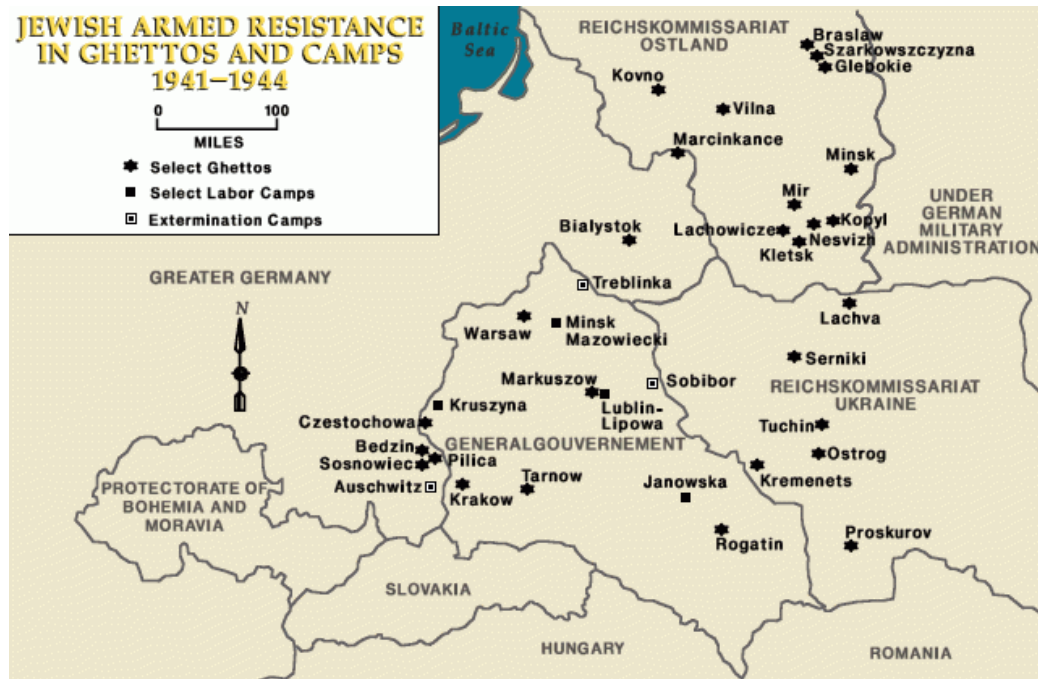 JEWISH ARMED RESISTANCE
IN GHETTOS AND CAMPS
1941–1944
0 100
MILES
Select Ghettos
Select Labor Camps
Extermination Camps
Baltic
Sea
REICHSKOMMISSARIAT
OSTLAND
Braslaw
Szarkowszczyzna
Glebokie
Kovno
Vilna
Marcinkance
Minsk
Mir
Kopyl
Lachowicze
Nesvizh
Kletsk
UNDER
GERMAN
MILITARY
ADMINISTRATION
Bialystok
GREATER GERMANY
N
Treblinka
Lachva
Warsaw
Minsk
Mazowiecki
Serniki
Markuszow
Sobibor
REICHSKOMMISSARIAT
UKRAINE
Lublin-
Lipowa
Kruszyna
Czestochowa
Tuchin
GENERALGOUVERNEMENT
Bedzin
Pilica
Ostrog
Sosnowiec
Kremenets
Auschwitz
Krakow
Tarnow
Janowska
PROTECTORATE OF
BOHEMIA AND
MORAVIA
Rogatin
Proskurov
SLOVAKIA
HUNGARY
ROMANIA